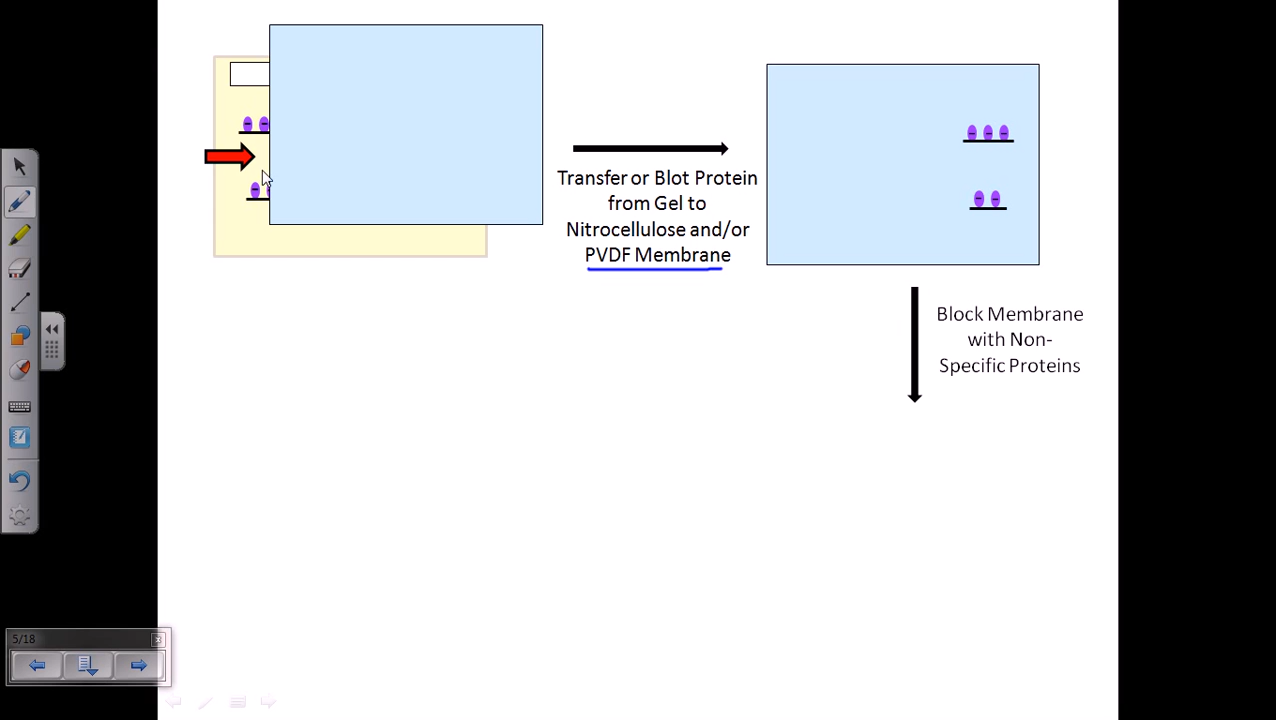 Transfer or Blot Protein
from Gel to
Nitrocellulose and/or
PVDF Membrane
Block Membrane
with Non-
Specific Proteins
5/18